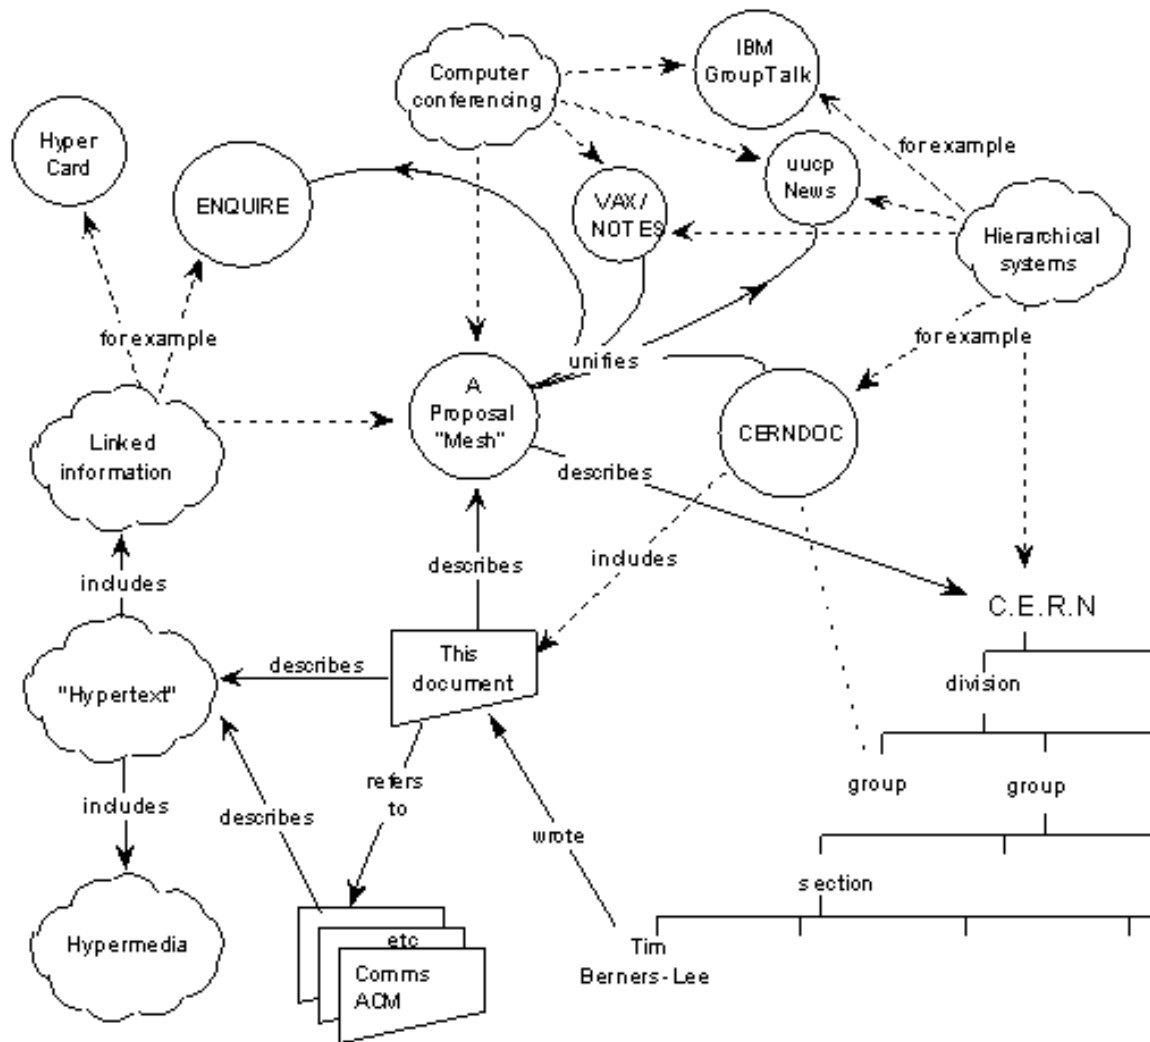 IBM
GroupTalk
Computer
conferencing
Hyper
Card
for example
uucp
News
ENQUIRE
VAX/
NOTES
Hierarchical
systems
for example
for example
unifies
A
Proposal
"Mesh"
Linked
information
CERNDOC
describes
describes
includes
includes
C.E.R.N
This
document
describes
"Hypertext"
division
refers
to
group
group
includes
describes
wrote
section
Hypermedia
etc
Comms
ACM
Tim
Berners-Lee